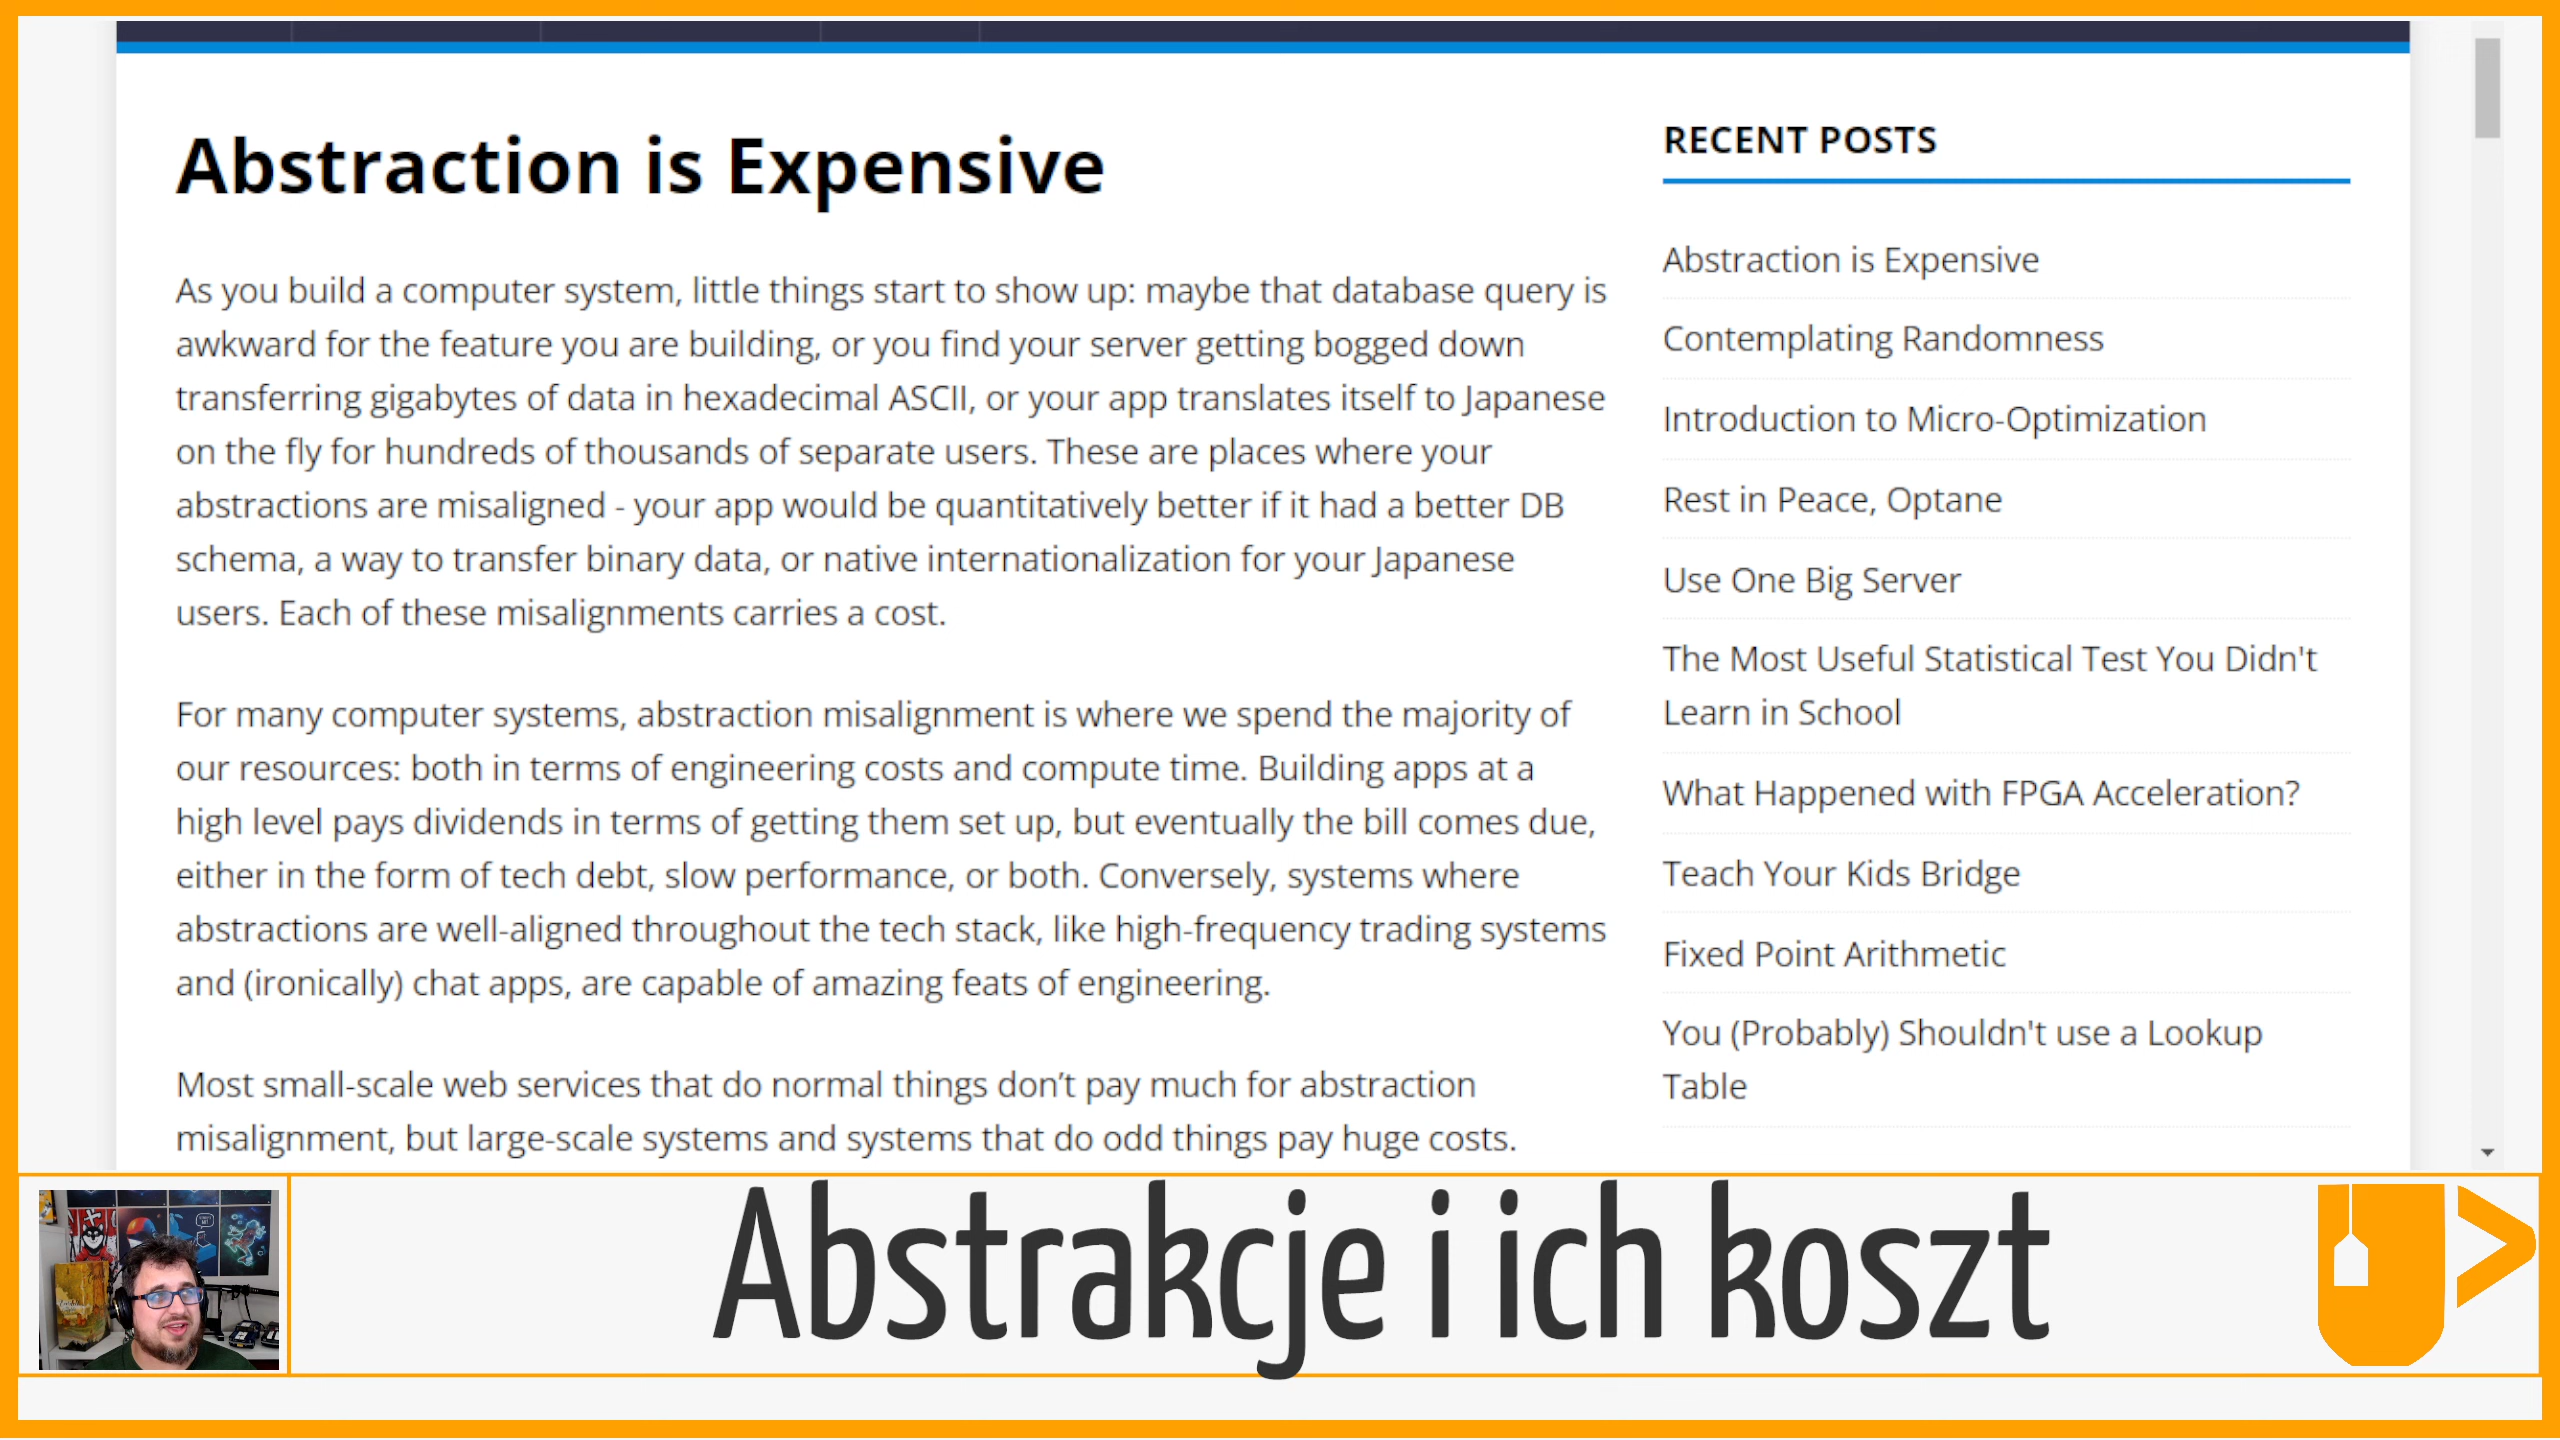 Abstraction is Expensive
As you build a computer system, little things start to show up: maybe that database query is
awkward for the feature you are building, or you find your server getting bogged down
transferring gigabytes of data in hexadecimal ASCII, or your app translates itself to Japanese
on the fly for hundreds of thousands of separate users. These are places where your
abstractions are misaligned - your app would be quantitatively better if it had a better DB
schema, a way to transfer binary data, or native internationalization for your Japanese
users. Each of these misalignments carries a cost.
For many computer systems, abstraction misalignment is where we spend the majority of
our resources: both in terms of engineering costs and compute time. Building apps at a
high level pays dividends in terms of getting them set up, but eventually the bill comes due,
either in the form of tech debt, slow performance, or both. Conversely, systems where
abstractions are well-aligned throughout the tech stack, like high-frequency trading systems
and (ironically) chat apps, are capable of amazing feats of engineering.
Most small-scale web services that do normal things don’t pay much for abstraction
misalignment, but large-scale systems and systems that do odd things pay huge costs.
RECENT POSTS
Abstraction is Expensive
Contemplating Randomness
Introduction to Micro-Optimization
Rest in Peace, Optane
Use One Big Server
The Most Useful Statistical Test You Didn't
Learn in School
What Happened with FPGA Acceleration?
Teach Your Kids Bridge
Fixed Point Arithmetic
You (Probably) Shouldn't use a Lookup
Table
Abstrakcje i ich koszt